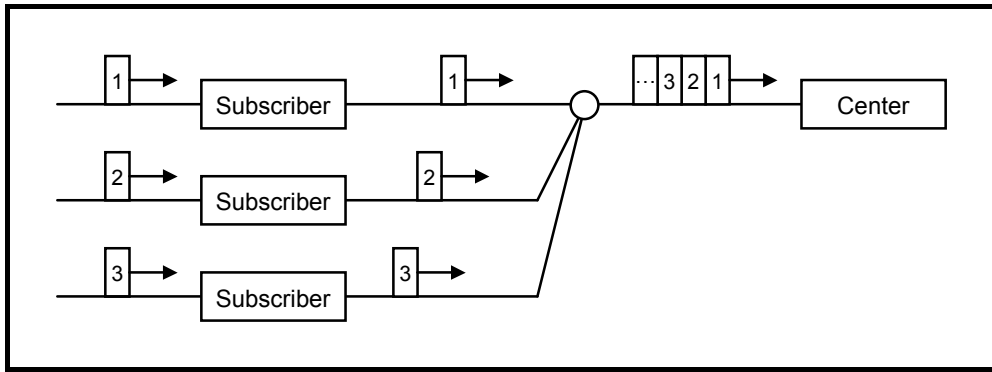 1 1 … 3 2 1
Subscriber Center
2 2
Subscriber
3 3
Subscriber